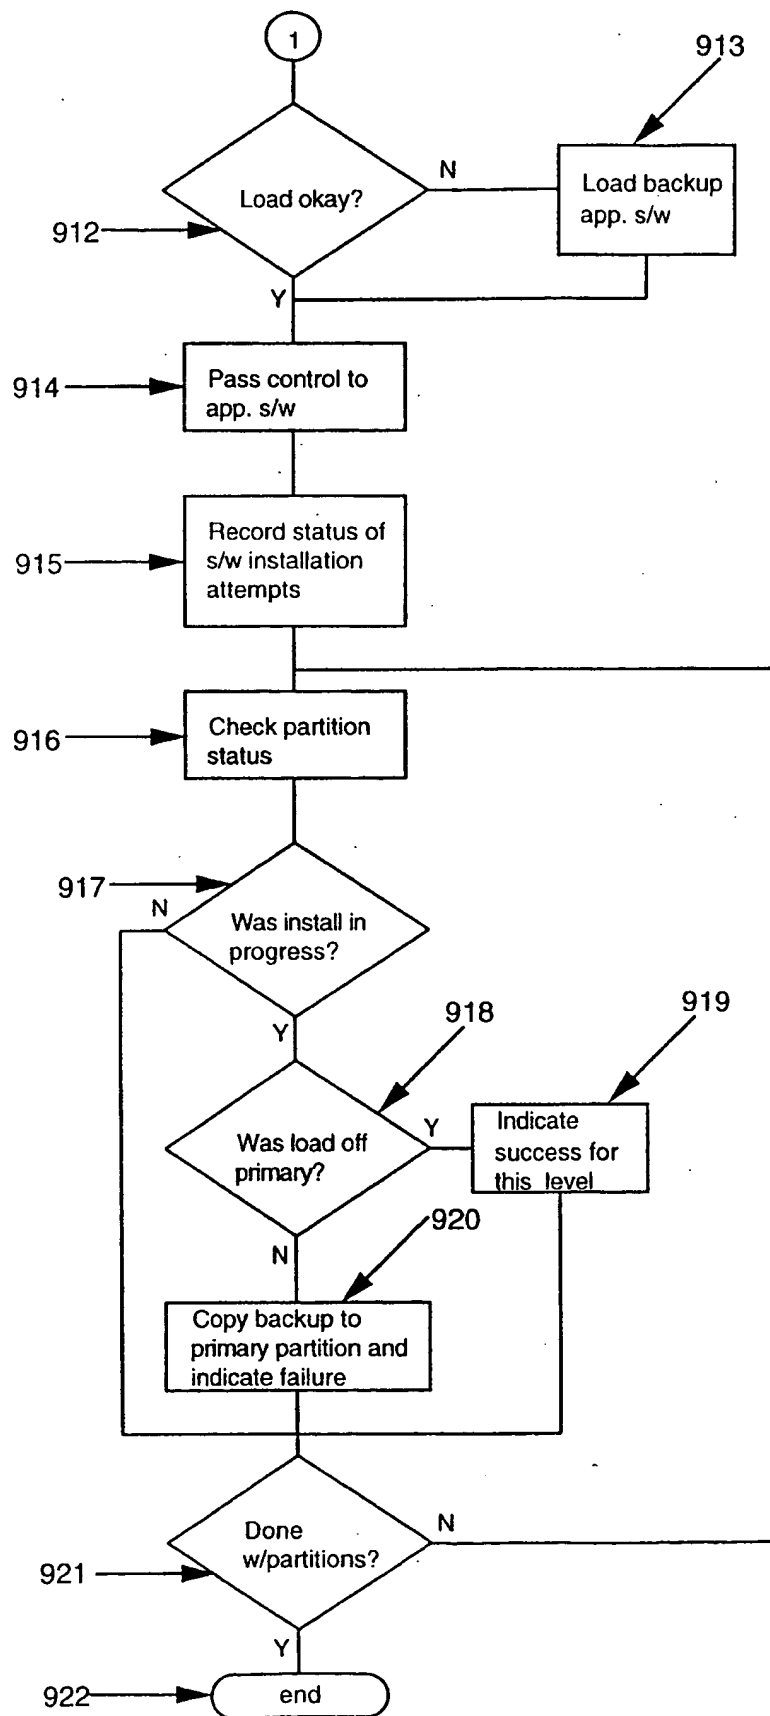 1
913
N
Load okay?
Load backup
app. s/w
912
Y
914
Pass control to
app. s/w
915
Record status of
s/w installation
attempts
916
Check partition
status
917
N
Was install in
progress?
Y
918
919
Was load off
primary?
Y
Indicate
success for
this level
N
920
Copy backup to
primary partition and
indicate failure
Done
w/partitions?
N
921
Y
922
end